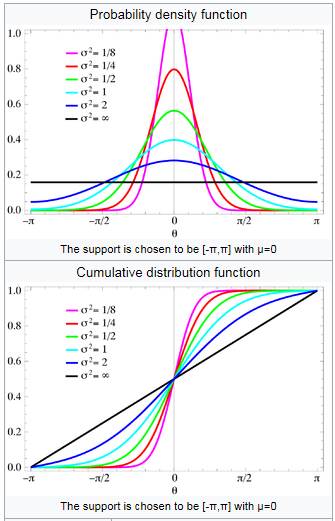 Probability density function
1.0
0.8
0.6
0.4
0.2
0.0
σ²= 1/8
σ²= 1/4
σ²= 1/2
σ²= 1
σ²= 2
σ²= ∞
−π −π/2 0 π/2 π
θ
The support is chosen to be [-π,π] with μ=0
Cumulative distribution function
1.0
0.8
0.6
0.4
0.2
0.0
σ²= 1/8
σ²= 1/4
σ²= 1/2
σ²= 1
σ²= 2
σ²= ∞
−π −π/2 0 π/2 π
θ
The support is chosen to be [-π,π] with μ=0